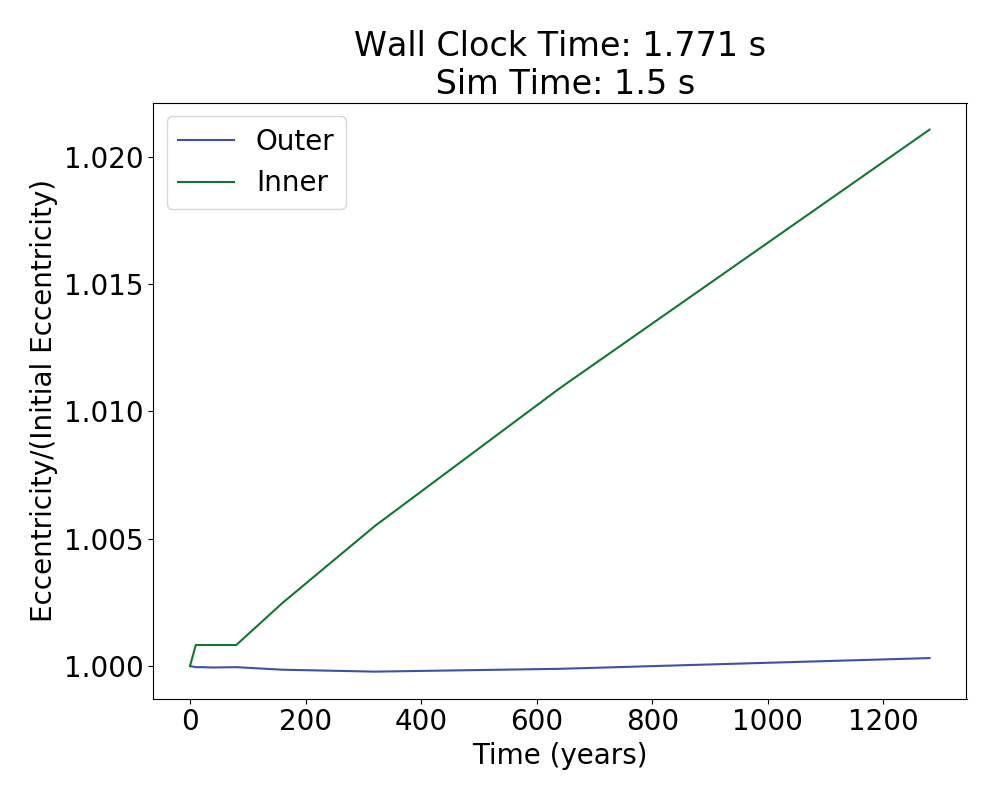 Wall Clock Time: 1.771 s
Sim Time: 1.5 s
Outer
Inner
Eccentricity/(Initial Eccentricity)
1.020
1.015
1.010
1.005
1.000
0 200 400 600 800 1000 1200
Time (years)